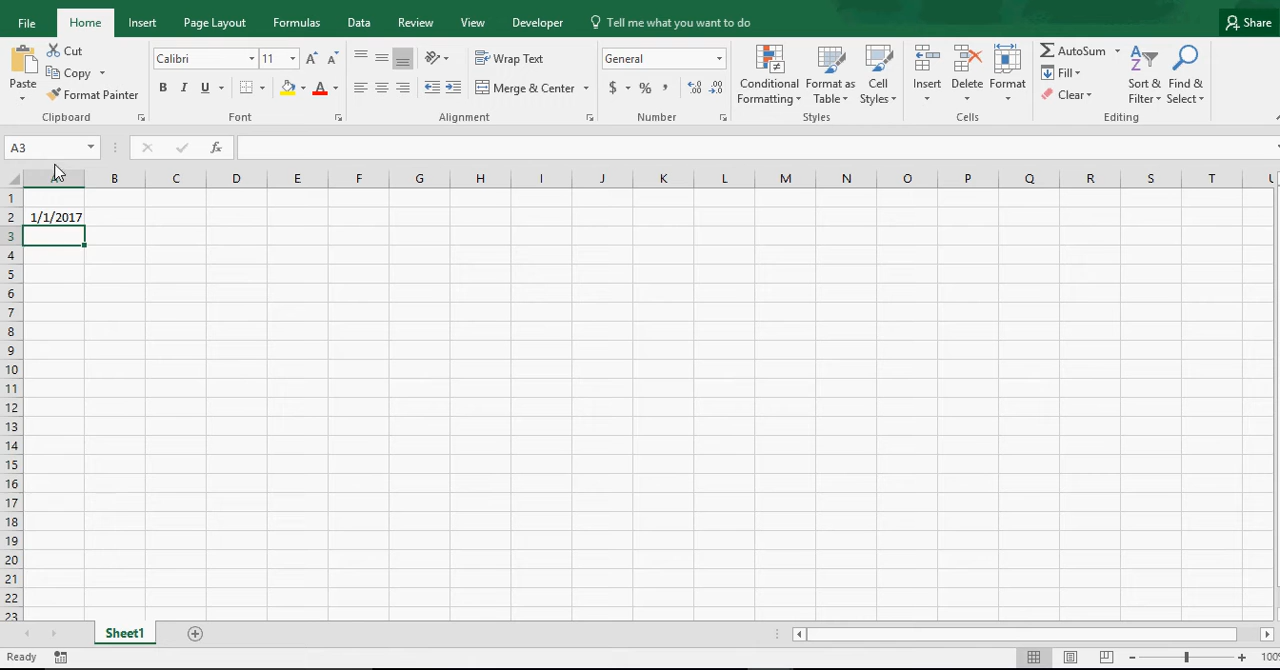 File Home Insert Page Layout Formulas Data Review View Developer Tell me what you want to do Share
Paste
Cut
Copy
Format Painter
Clipboard
Calibri 11
B I U
Font
Wrap Text
Merge & Center
Alignment
General
$ % ,
Number
Conditional Formatting
Format as Table
Cell Styles
Styles
Insert Delete Format
Cells
AutoSum
Fill
Clear
Sort & Filter
Find & Select
Editing
A3 fx
A B C D E F G H I J K L M N O P Q R S T U
1
2 1/1/2017
3
4
5
6
7
8
9
10
11
12
13
14
15
16
17
18
19
20
21
22
23
Sheet1
Ready 100%